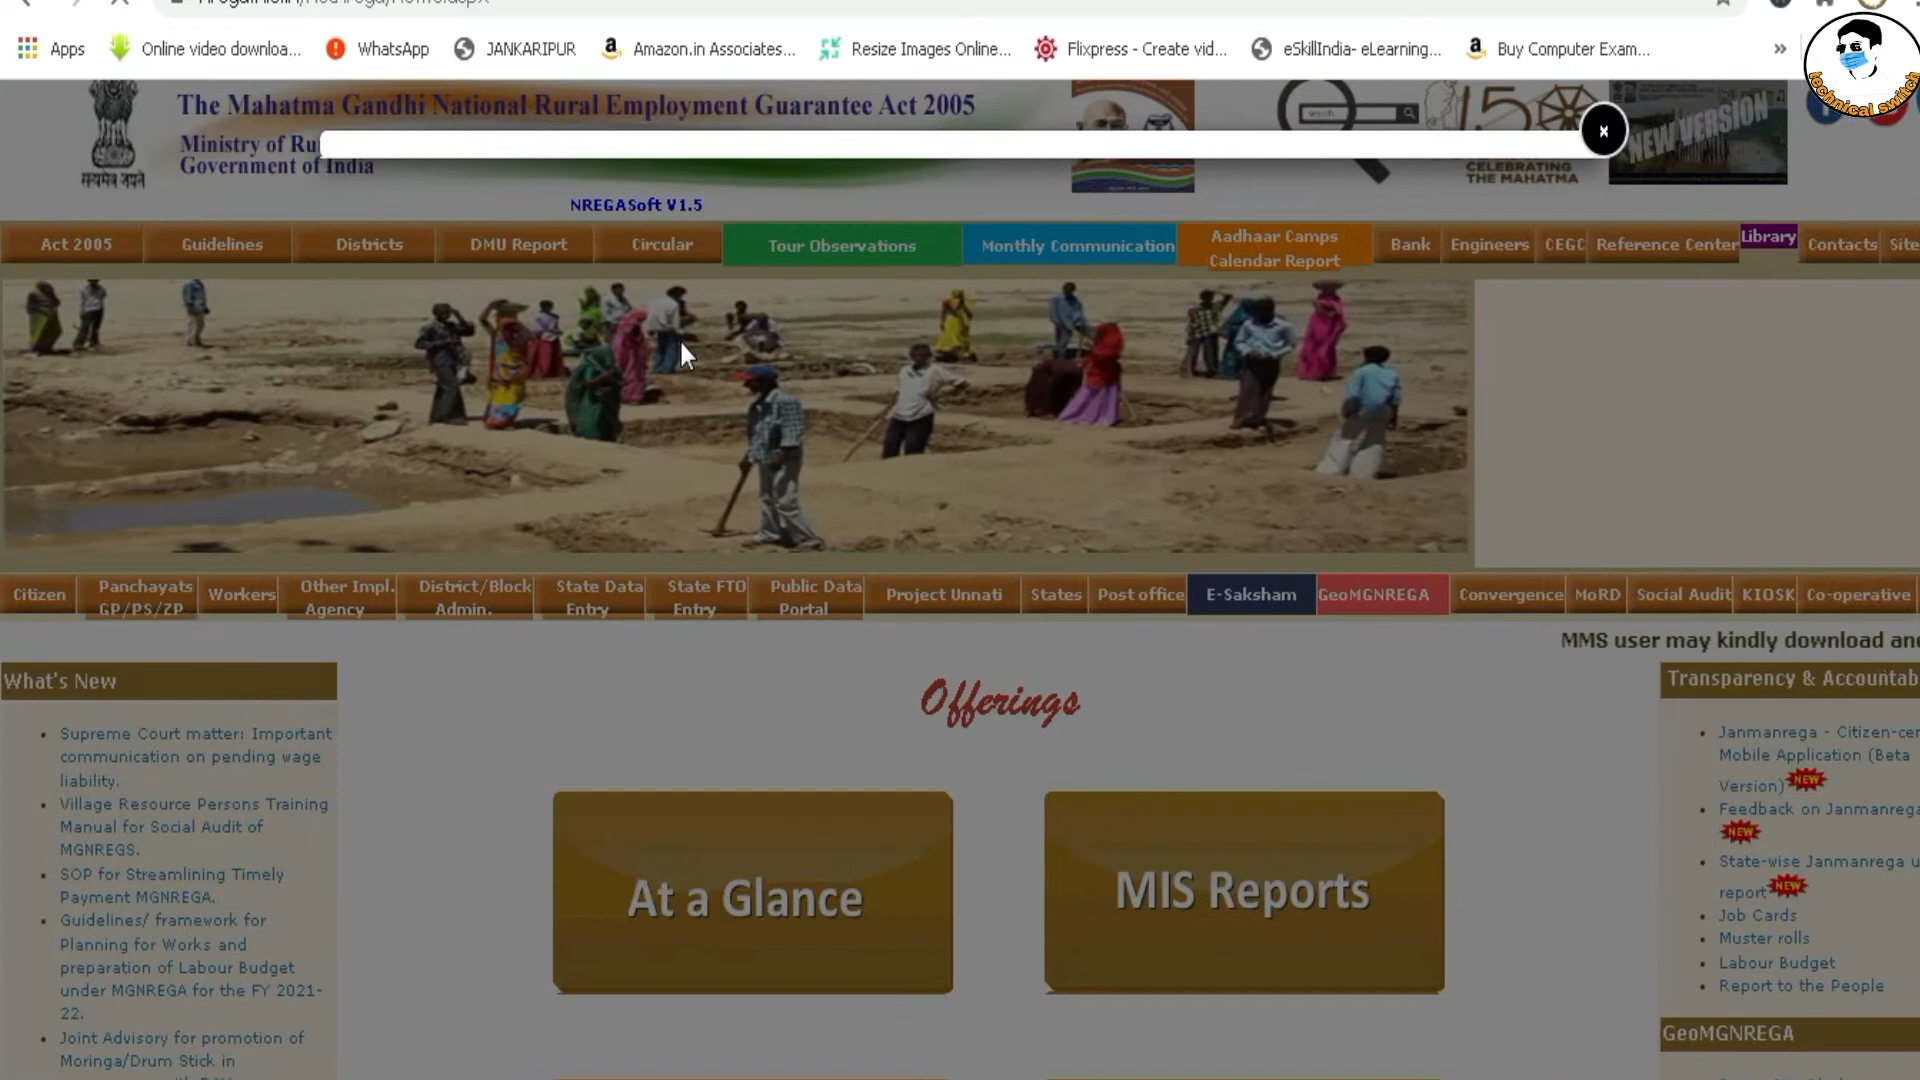 Apps
Online video downloa...
WhatsApp
JANKARIPUR
Amazon.in Associates...
Resize Images Online...
Flixpress - Create vid...
eSkillIndia- eLearning...
Buy Computer Exam...
»
technical switch
The Mahatma Gandhi National Rural Employment Guarantee Act 2005
Ministry of Ru
Government of India
सत्यमेव जयते
search
CELEBRATING
THE MAHATMA
NEW VERSION
x
NREGASoft V1.5
Act 2005
Guidelines
Districts
DMU Report
Circular
Tour Observations
Monthly Communication
Aadhaar Camps
Calendar Report
Bank
Engineers
CEGC
Reference Center
Library
Contacts
Site
Citizen
Panchayats
GP/PS/ZP
Workers
Other Impl.
Agency
District/Block
Admin.
State Data
Entry
State FTO
Entry
Public Data
Portal
Project Unnati
States
Post office
E-Saksham
GeoMGNREGA
Convergence
MoRD
Social Audit
KIOSK
Co-operative
MMS user may kindly download and
What's New
Supreme Court matter: Important
communication on pending wage
liability.
Village Resource Persons Training
Manual for Social Audit of
MGNREGS.
SOP for Streamlining Timely
Payment MGNREGA.
Guidelines/ framework for
Planning for Works and
preparation of Labour Budget
under MGNREGA for the FY 2021-
22.
Joint Advisory for promotion of
Moringa/Drum Stick in
Offerings
At a Glance
MIS Reports
Transparency & Accountab
Janmanrega - Citizen-cen
Mobile Application (Beta
Version) NEW
Feedback on Janmanrega
NEW
State-wise Janmanrega u
report NEW
Job Cards
Muster rolls
Labour Budget
Report to the People
GeoMGNREGA